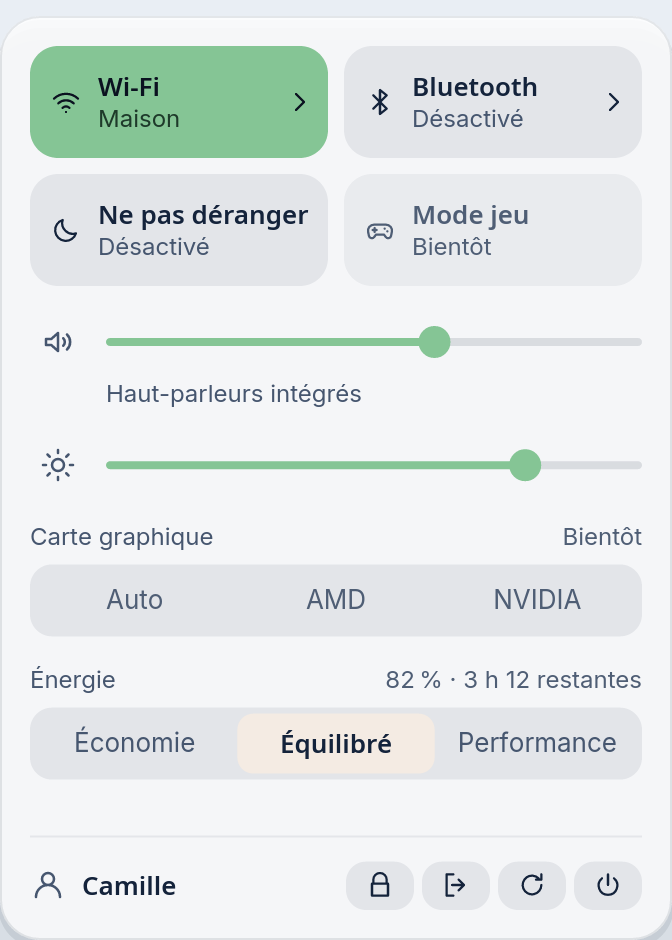 Wi-Fi
Maison
Bluetooth
Désactivé
Ne pas déranger
Désactivé
Mode jeu
Bientôt
Haut-parleurs intégrés
Carte graphique
Bientôt
Auto
AMD
NVIDIA
Énergie
82 % · 3 h 12 restantes
Économie
Équilibré
Performance
Camille